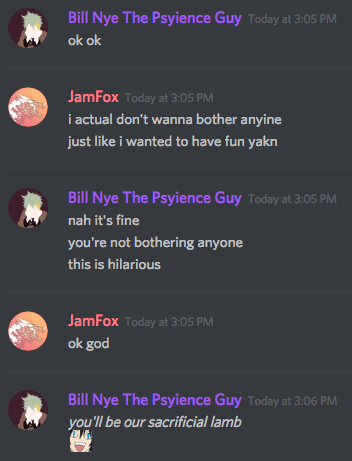 Bill Nye The Psyience Guy Today at 3:05 PM
ok ok
JamFox Today at 3:05 PM
i actual don't wanna bother anyine
just like i wanted to have fun yakn
Bill Nye The Psyience Guy Today at 3:05 PM
nah it's fine
you're not bothering anyone
this is hilarious
JamFox Today at 3:05 PM
ok god
Bill Nye The Psyience Guy Today at 3:06 PM
you'll be our sacrificial lamb